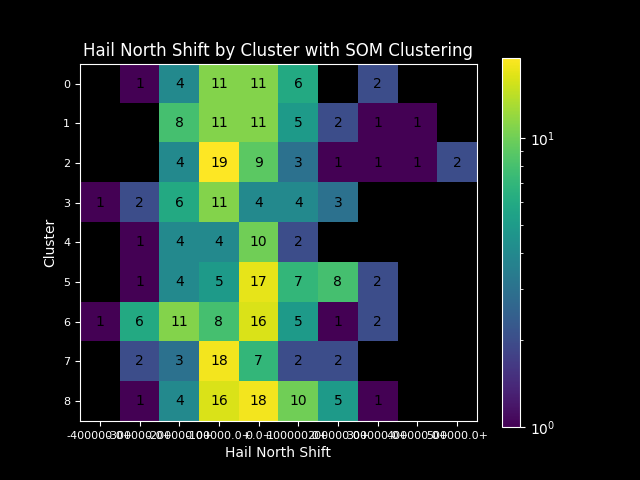 Hail North Shift by Cluster with SOM Clustering
0 1 4 11 11 6 2
1 8 11 11 5 2 1 1
2 4 19 9 3 1 1 1 2
3 1 2 6 11 4 4 3
4 1 4 4 10 2
5 1 4 5 17 7 8 2
6 1 6 11 8 16 5 1 2
7 2 3 18 7 2 2
8 1 4 16 18 10 5 1
Hail North Shift
Cluster
10¹
10⁰